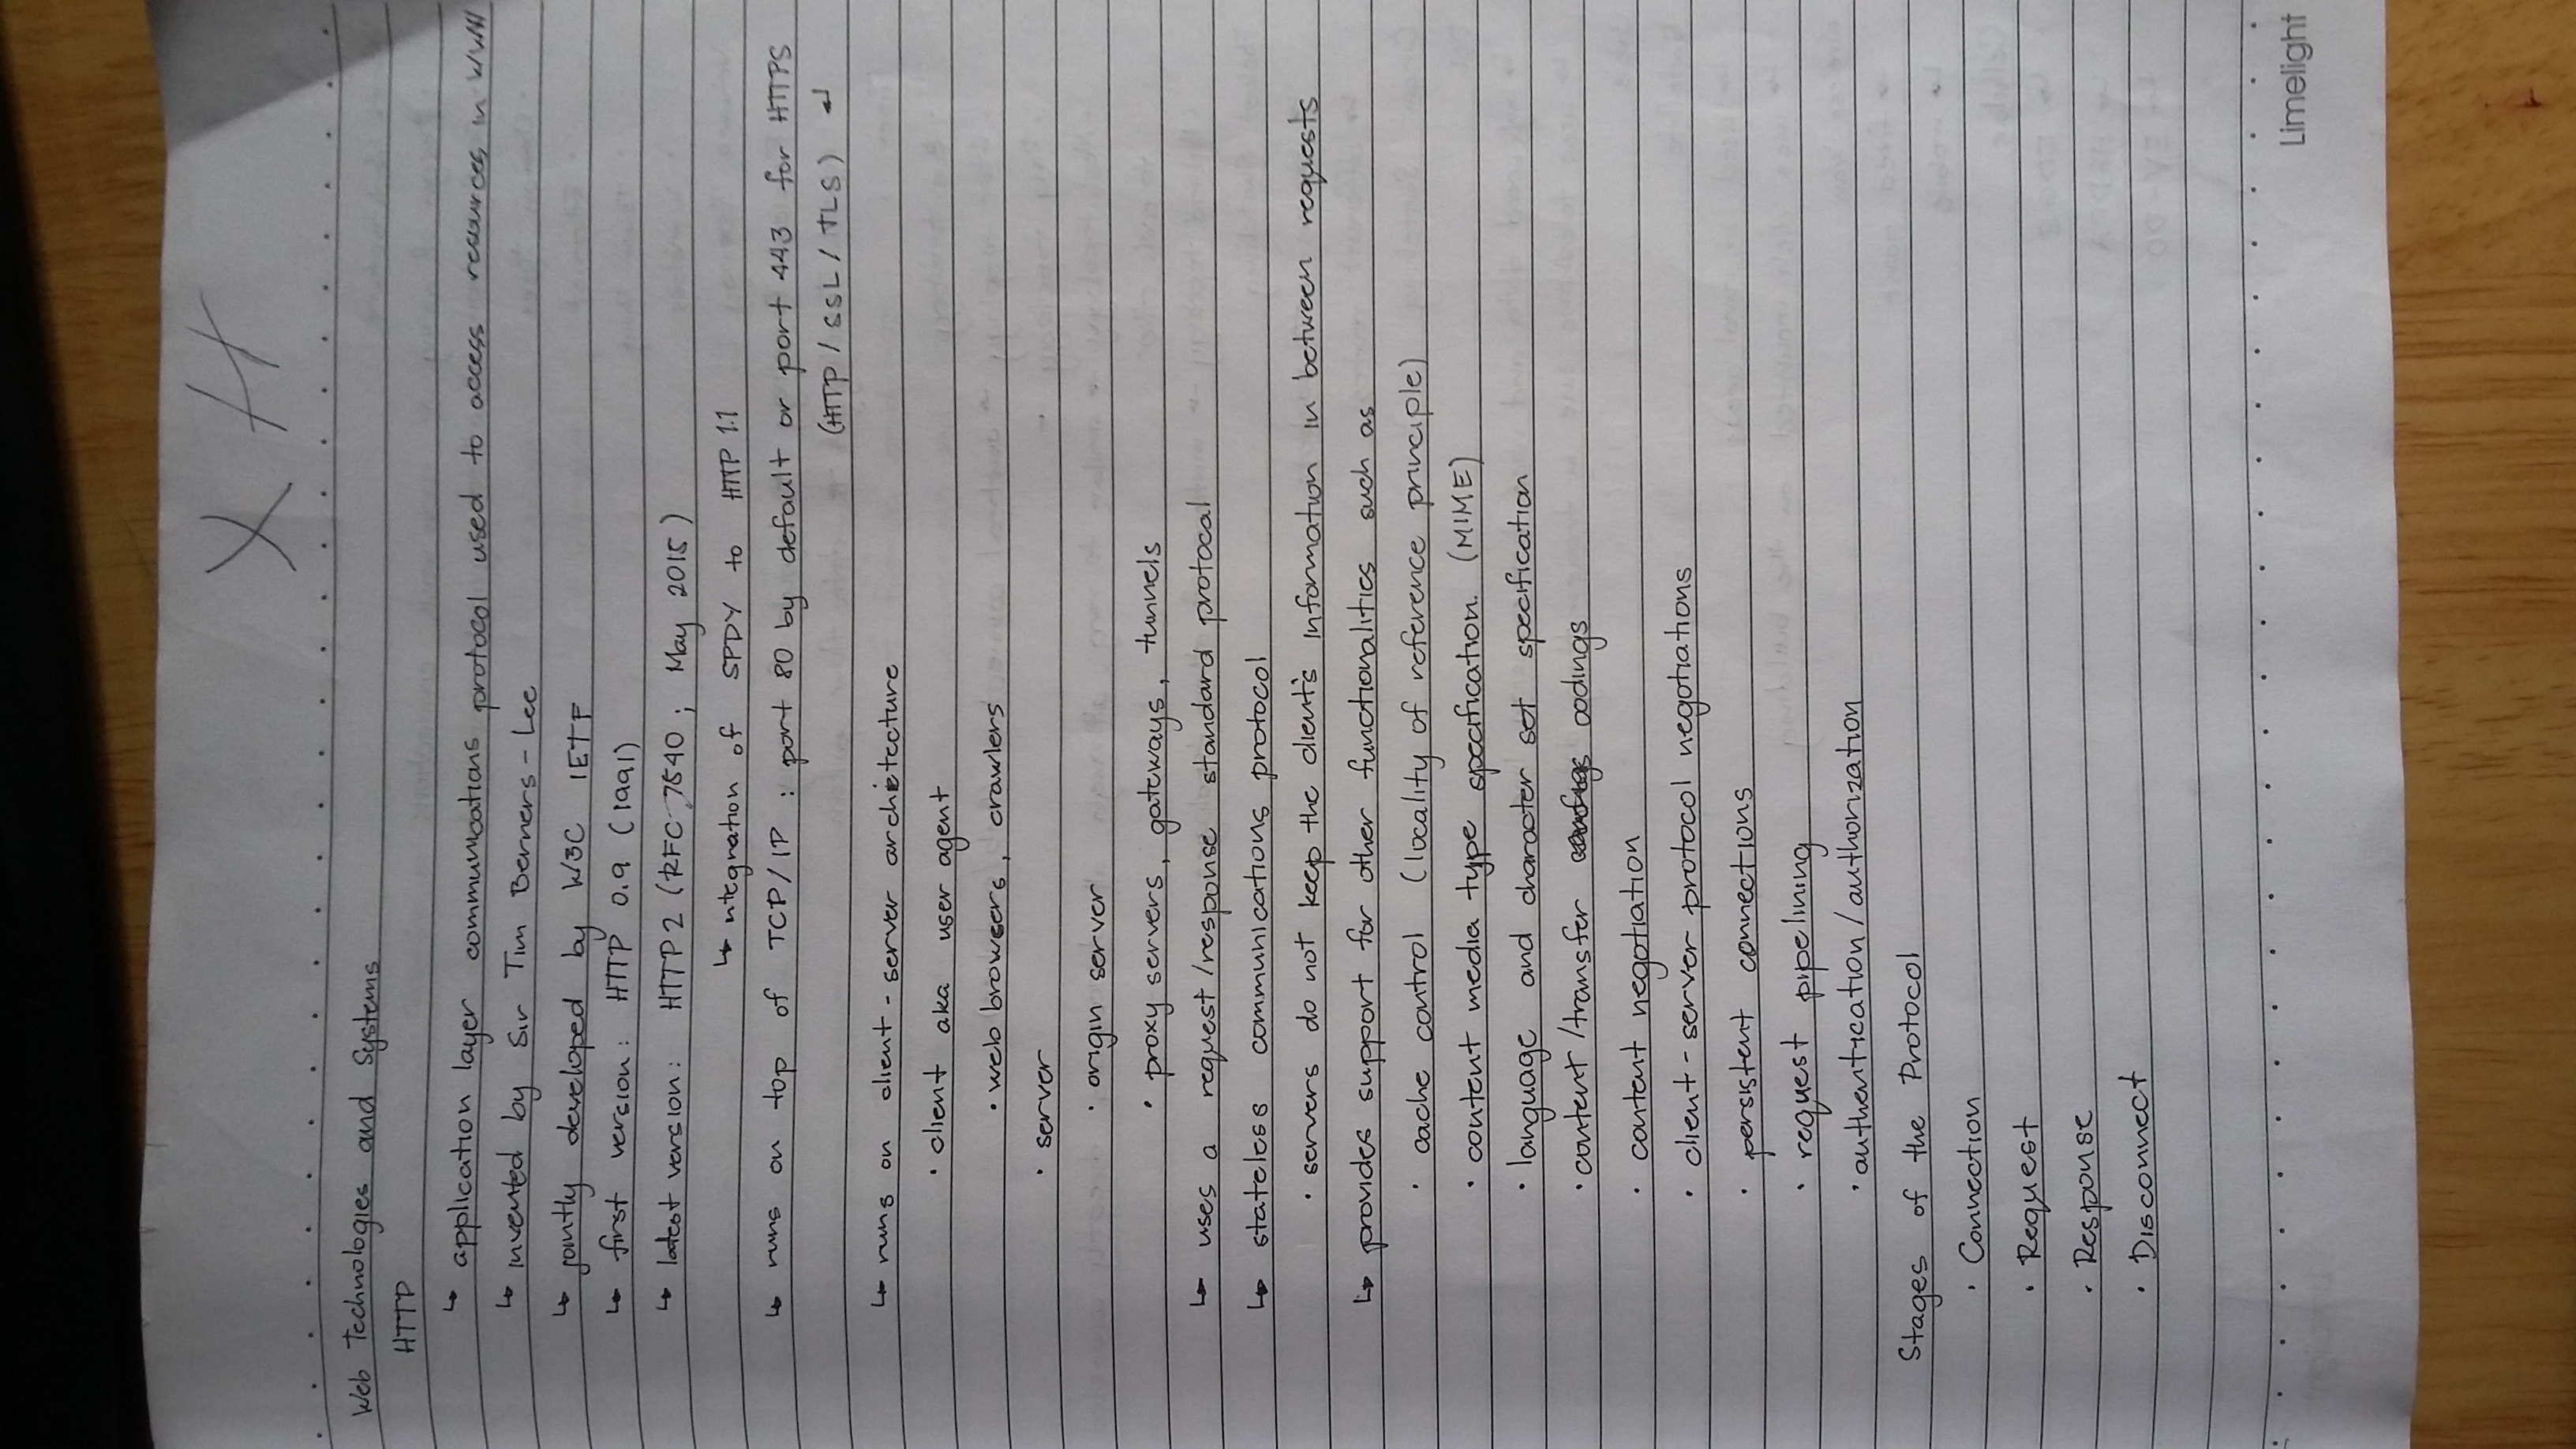 X H
Web Technologies and Systems
HTTP
↳ application layer communications protocol used to access resources in WWW
↳ invented by Sir Tim Berners-Lee
↳ jointly developed by W3C IETF
↳ first version: HTTP 0.9 (1991)
↳ latest version: HTTP 2 (RFC 7540; May 2015)
↳ ntegration of SPDY to HTTP 1.1
↳ runs on top of TCP/IP : port 80 by default or port 443 for HTTPS
(HTTP / SSL / TLS) ↲
↳ runs on client-server architecture
• client aka user agent
• web browsers, crawlers
• server
• origin server
• proxy servers, gateways, tunnels
↳ uses a request/response standard protocal
↳ stateless communications protocol
• servers do not keep the client's information in between requests
↳ provides support for other functionalities such as
• cache control (locality of reference principle)
• content media type specification. (MIME)
• language and character set specification
• content/transfer codings
• content negotiation
• client-server protocol negotiations
• persistent connections
• request pipelining
• authentication/authorization
Stages of the Protocol
• Connection
• Request
• Response
• Disconnect
Limelight